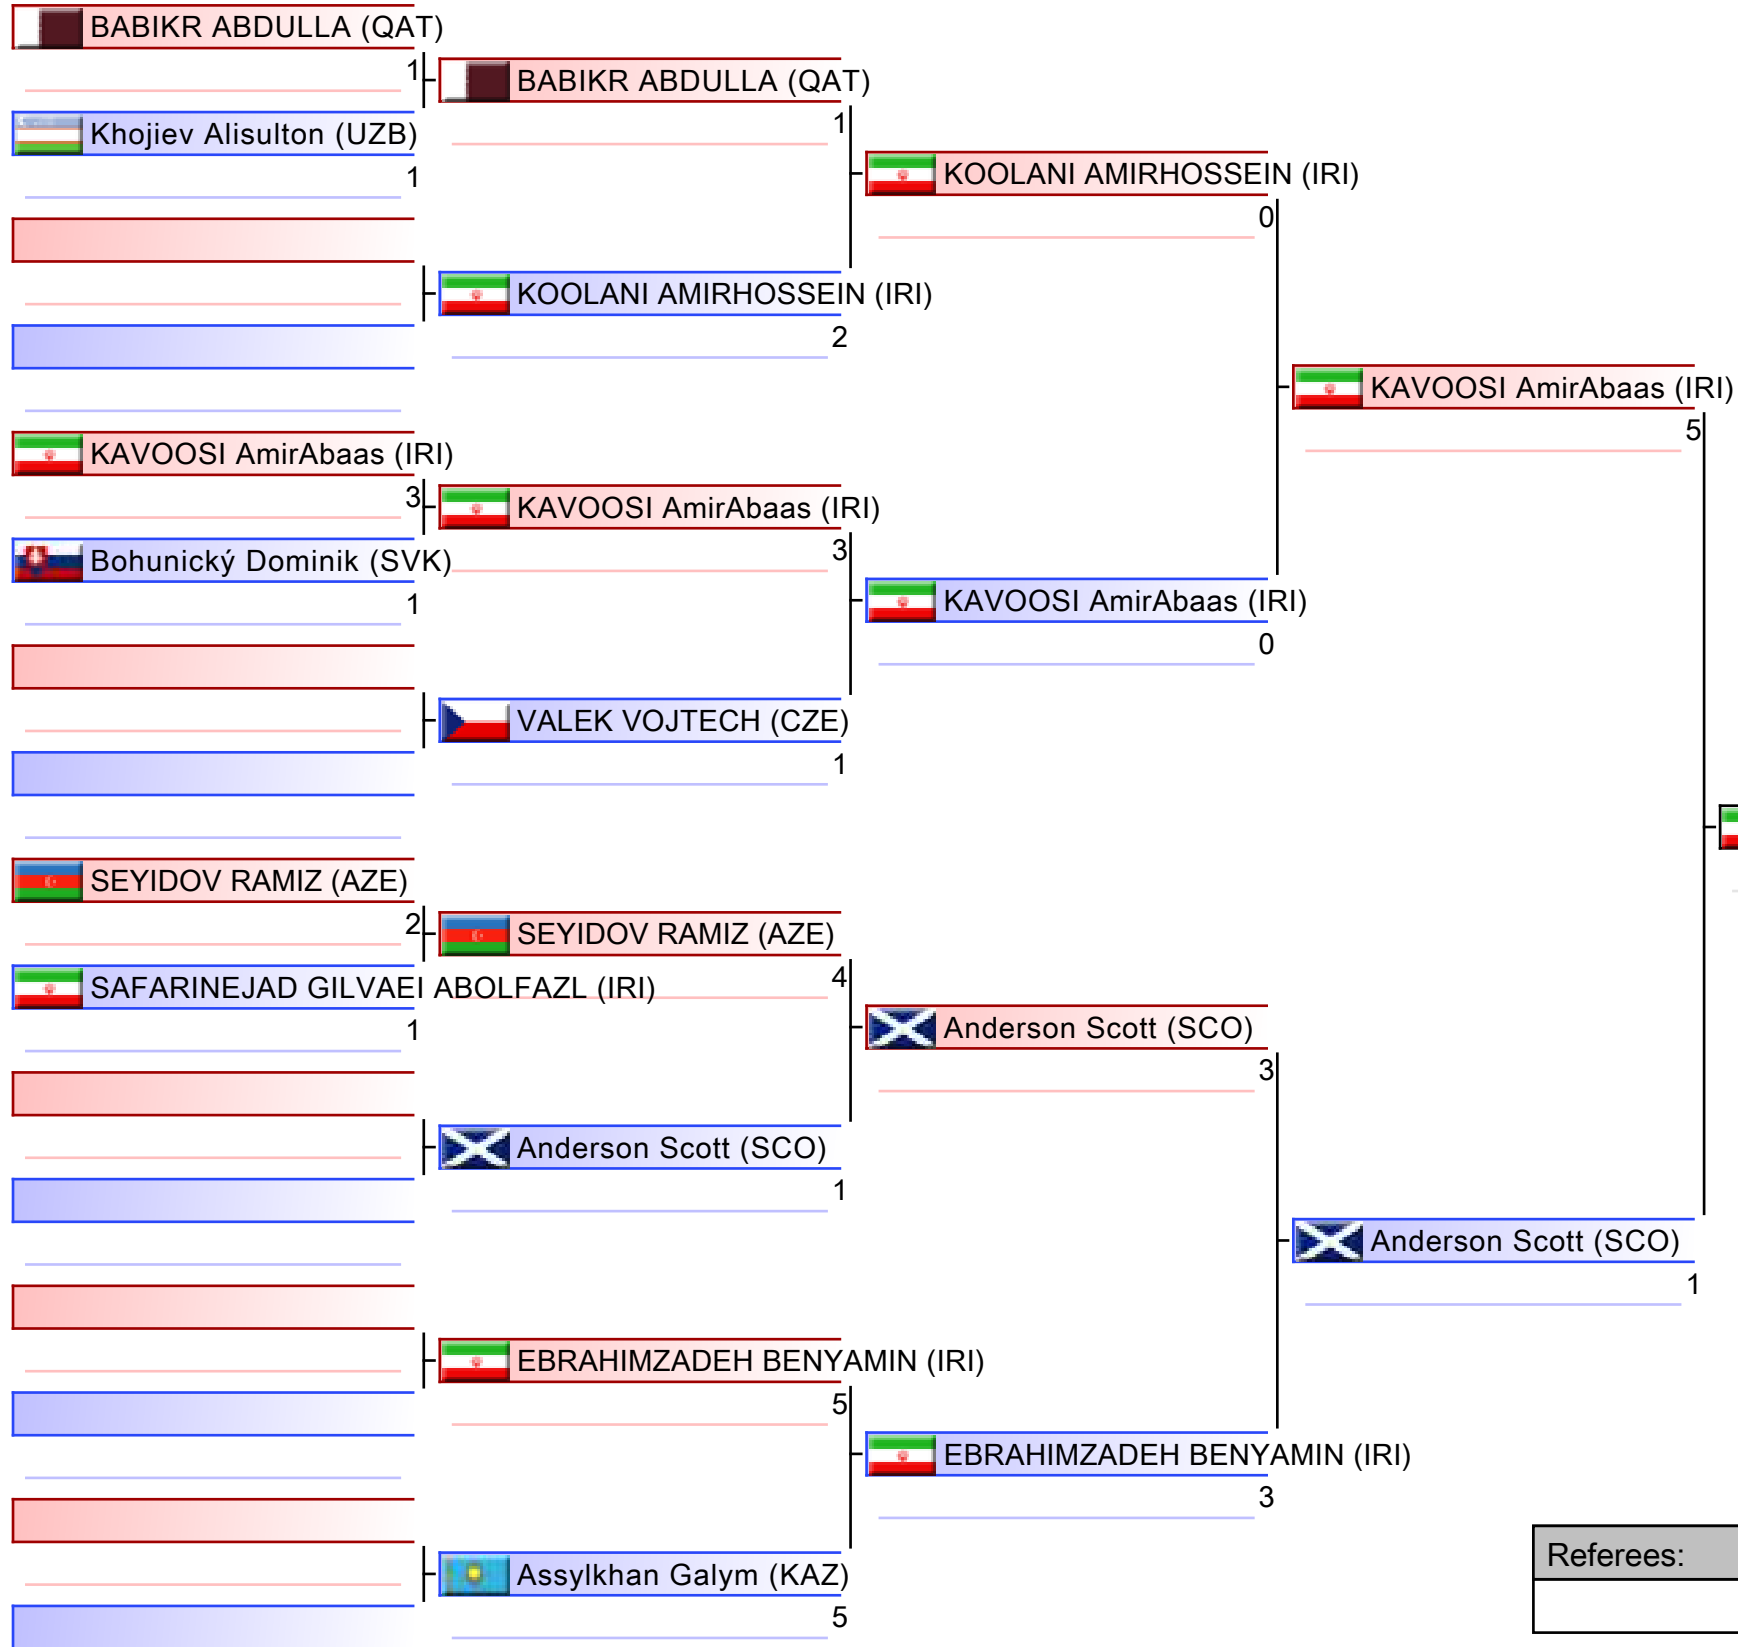 BABIKR ABDULLA (QAT)
1
Khojiev Alisulton (UZB)
1
KAVOOSI AmirAbaas (IRI)
3
Bohunický Dominik (SVK)
1
SEYIDOV RAMIZ (AZE)
2
SAFARINEJAD GILVAEI ABOLFAZL (IRI)
1
BABIKR ABDULLA (QAT)
1
KOOLANI AMIRHOSSEIN (IRI)
2
KAVOOSI AmirAbaas (IRI)
3
VALEK VOJTECH (CZE)
1
SEYIDOV RAMIZ (AZE)
4
Anderson Scott (SCO)
1
EBRAHIMZADEH BENYAMIN (IRI)
5
Assylkhan Galym (KAZ)
5
KOOLANI AMIRHOSSEIN (IRI)
0
KAVOOSI AmirAbaas (IRI)
0
Anderson Scott (SCO)
3
EBRAHIMZADEH BENYAMIN (IRI)
3
KAVOOSI AmirAbaas (IRI)
5
Anderson Scott (SCO)
1
Referees: